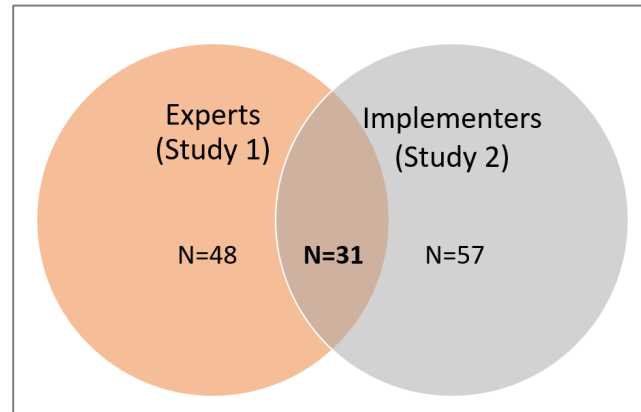 Experts
(Study 1)
Implementers
(Study 2)
N=48
N=31
N=57